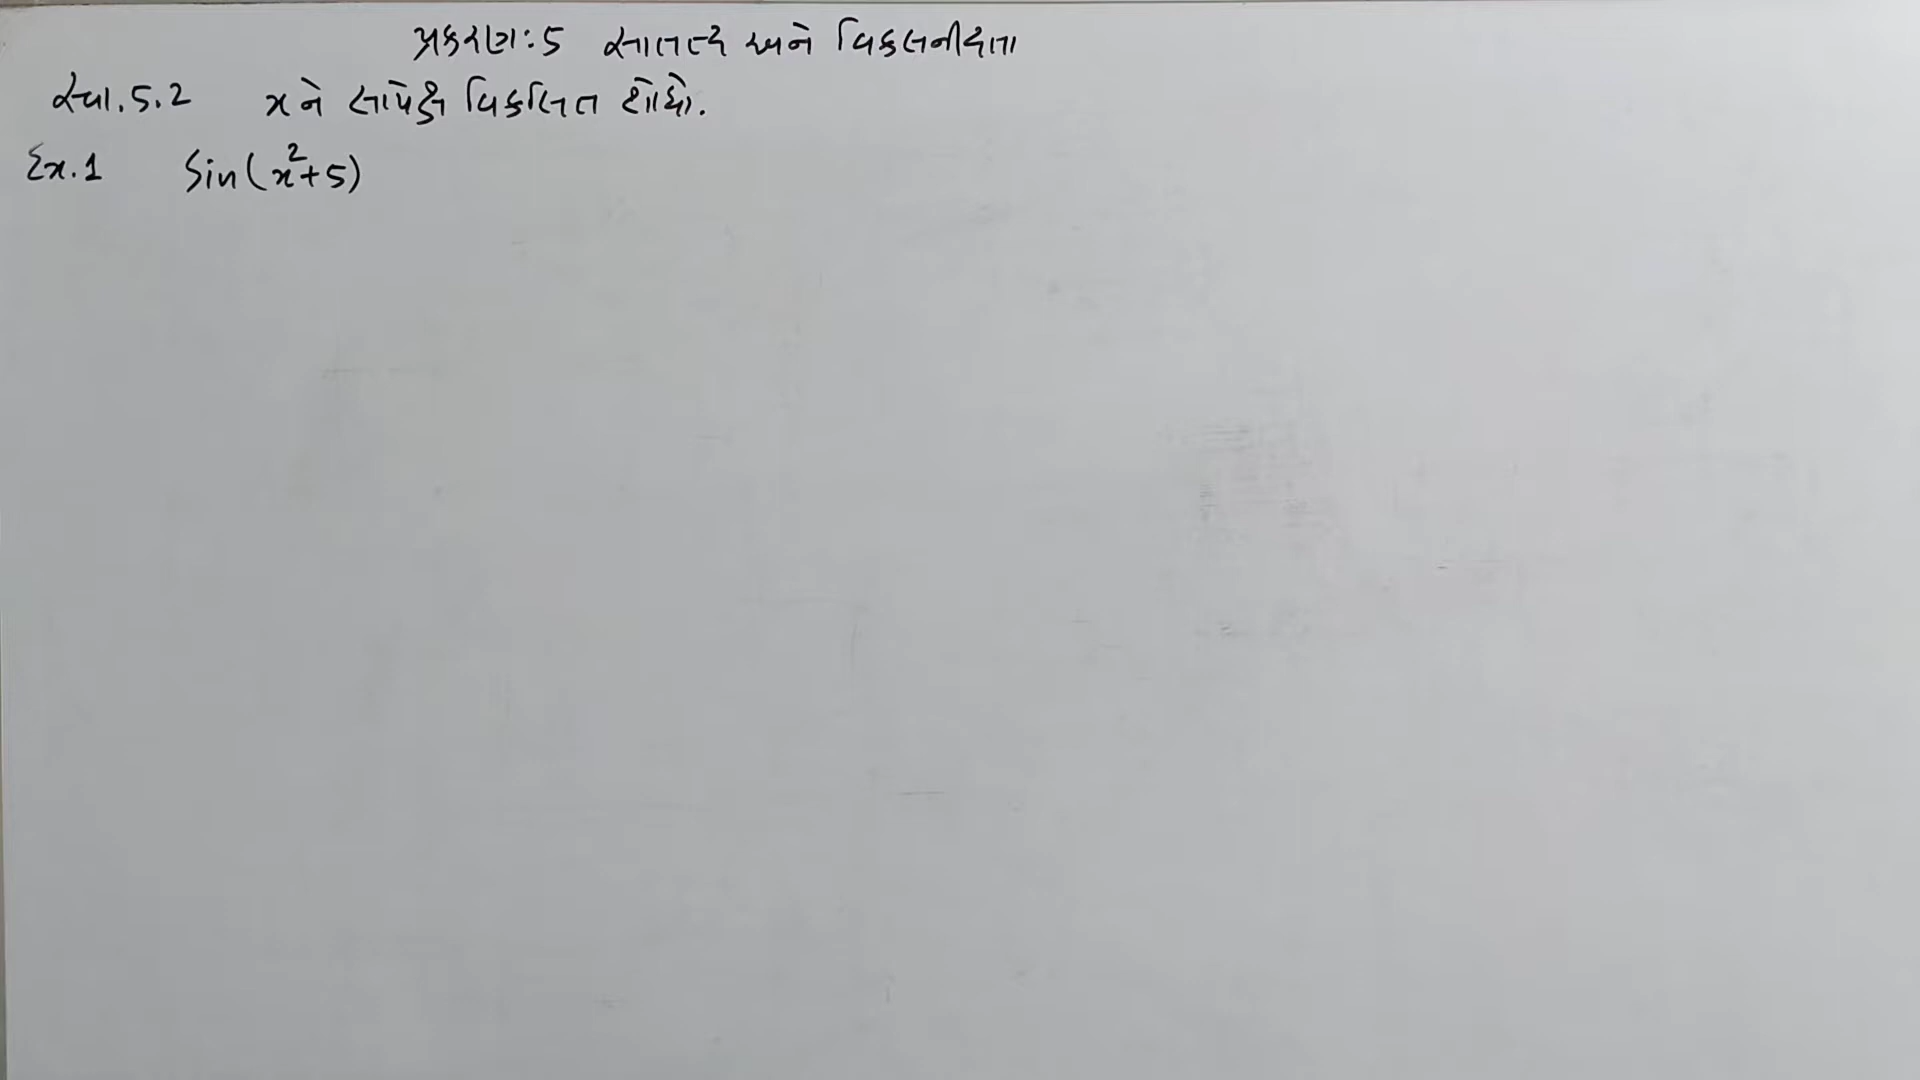 પ્રકરણ: 5 સાતત્ય અને વિકલનીયતા
સ્વા. 5.2 x ને સાપેક્ષ વિકલિત શોધો.
Ex. 1 Sin(x²+5)